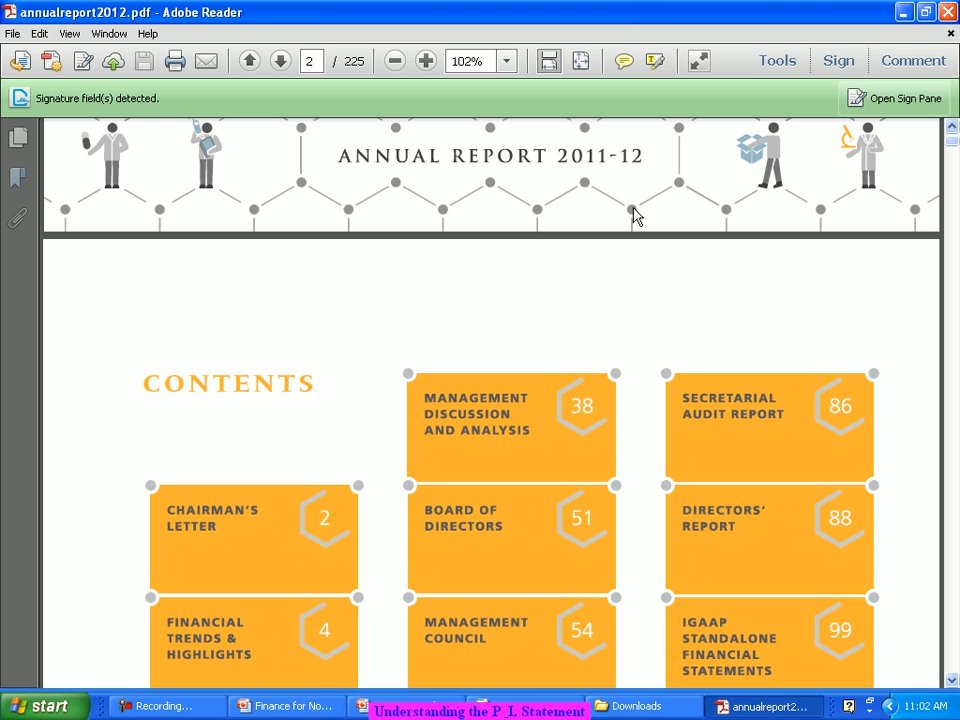 annualreport2012.pdf - Adobe Reader
File Edit View Window Help
2 / 225 102% Tools Sign Comment
Signature field(s) detected. Open Sign Pane
ANNUAL REPORT 2011-12
CONTENTS
CHAIRMAN'S
LETTER
2
FINANCIAL
TRENDS &
HIGHLIGHTS
4
MANAGEMENT
DISCUSSION
AND ANALYSIS
38
BOARD OF
DIRECTORS
51
MANAGEMENT
COUNCIL
54
SECRETARIAL
AUDIT REPORT
86
DIRECTORS'
REPORT
88
IGAAP
STANDALONE
FINANCIAL
STATEMENTS
99
start Recording... Finance for No... Downloads annualreport2... 11:02 AM
Understanding the P_L Statement